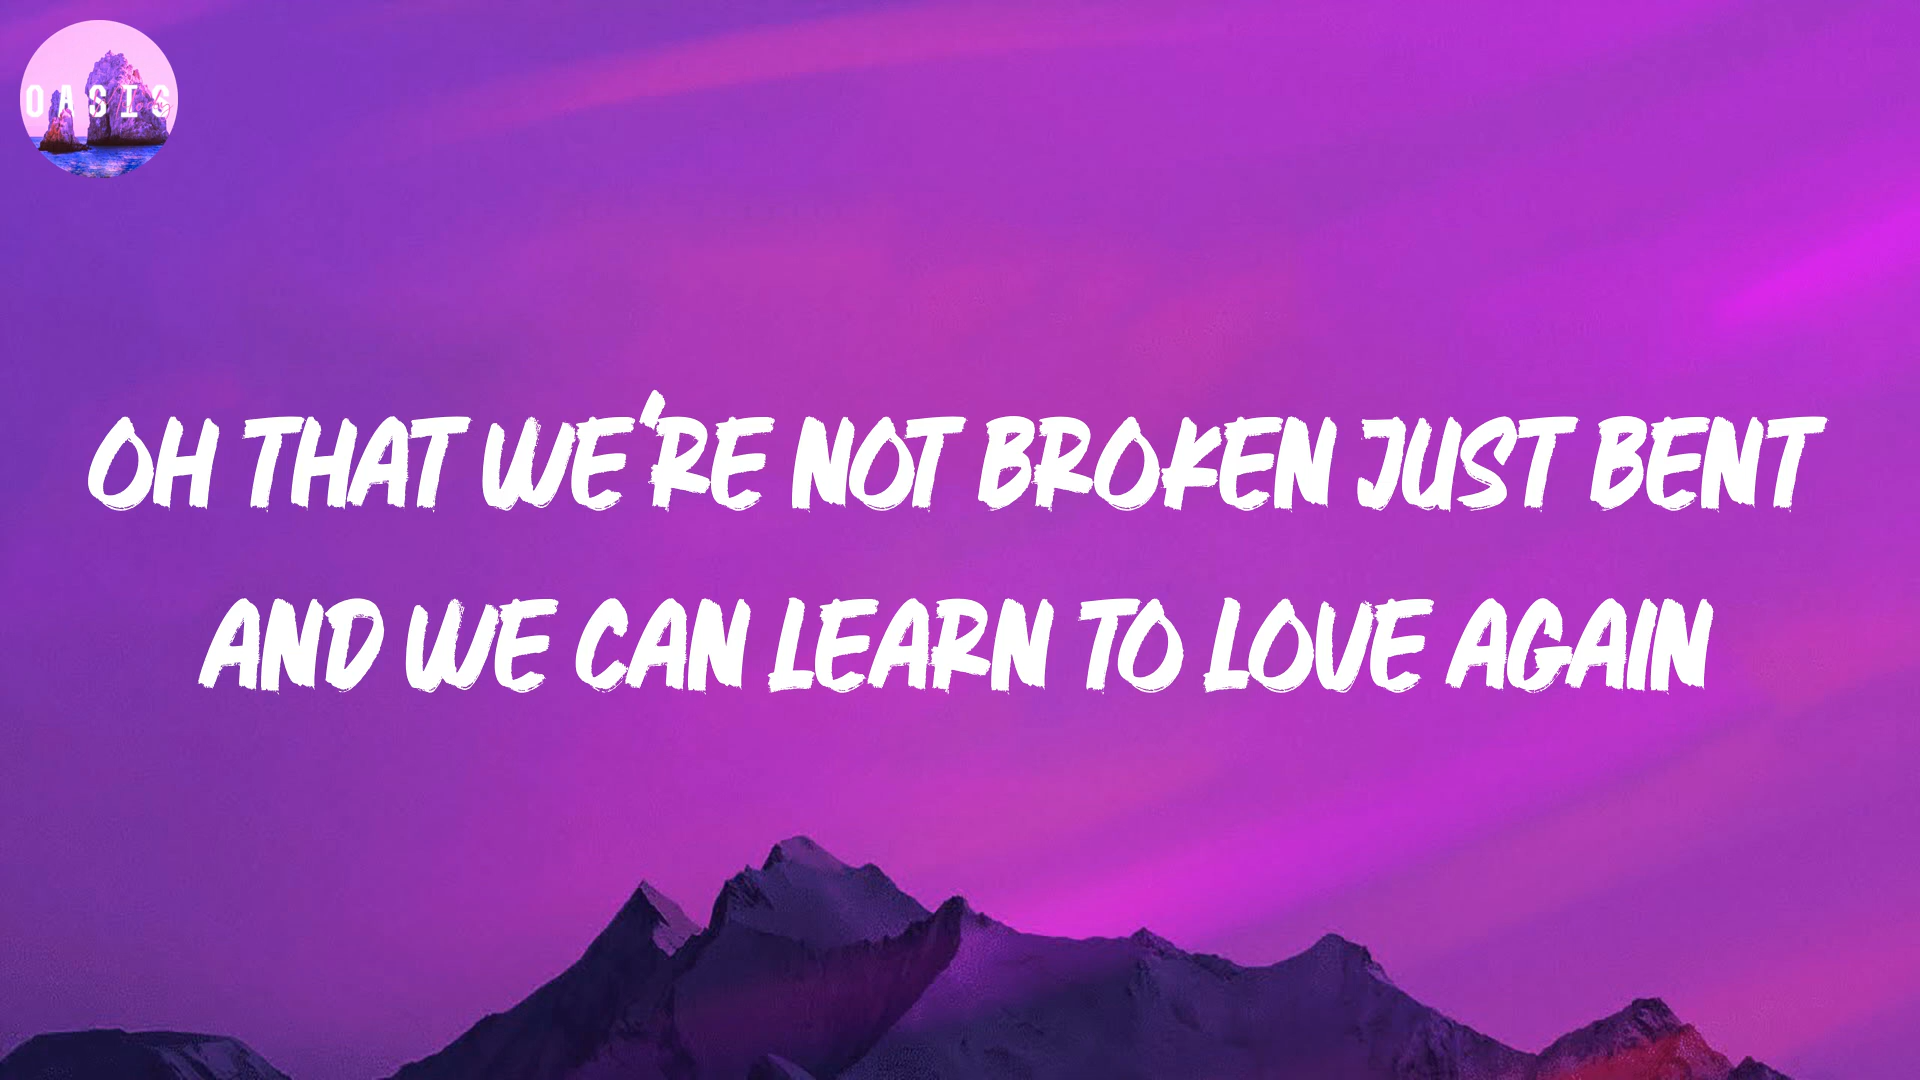 OASIS
OH THAT WE'RE NOT BROKEN JUST BENT
AND WE CAN LEARN TO LOVE AGAIN